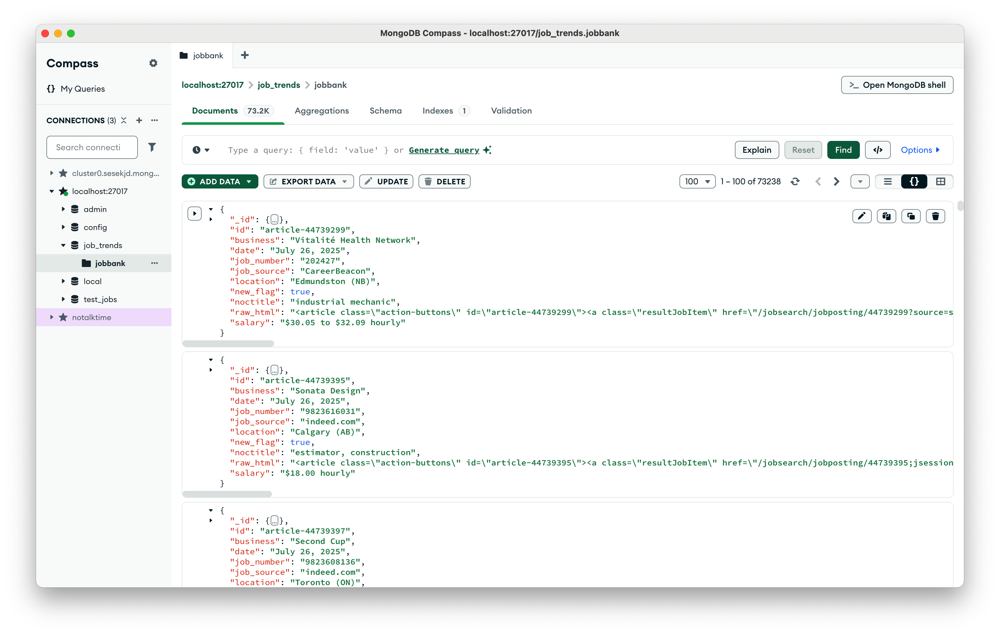 MongoDB Compass - localhost:27017/job_trends.jobbank
Compass
{} My Queries
CONNECTIONS (3)
Search connecti
cluster0.sesekjd.mong...
localhost:27017
admin
config
job_trends
jobbank
local
test_jobs
notalktime
jobbank
localhost:27017 > job_trends > jobbank
>_ Open MongoDB shell
Documents 73.2K Aggregations Schema Indexes 1 Validation
Type a query: { field: 'value' } or Generate query
Explain Reset Find </> Options
ADD DATA EXPORT DATA UPDATE DELETE
100 1 – 100 of 73238 {}
{
"_id": {…},
"id": "article-44739299",
"business": "Vitalité Health Network",
"date": "July 26, 2025",
"job_number": "202427",
"job_source": "CareerBeacon",
"location": "Edmundston (NB)",
"new_flag": true,
"noctitle": "industrial mechanic",
"raw_html": "<article class=\"action-buttons\" id=\"article-44739299\"><a class=\"resultJobItem\" href=\"/jobsearch/jobposting/44739299?source=s
"salary": "$30.05 to $32.09 hourly"
}
{
"_id": {…},
"id": "article-44739395",
"business": "Sonata Design",
"date": "July 26, 2025",
"job_number": "9823616031",
"job_source": "indeed.com",
"location": "Calgary (AB)",
"new_flag": true,
"noctitle": "estimator, construction",
"raw_html": "<article class=\"action-buttons\" id=\"article-44739395\"><a class=\"resultJobItem\" href=\"/jobsearch/jobposting/44739395;jsession
"salary": "$18.00 hourly"
}
{
"_id": {…},
"id": "article-44739397",
"business": "Second Cup",
"date": "July 26, 2025",
"job_number": "9823608136",
"job_source": "indeed.com",
"location": "Toronto (ON)",